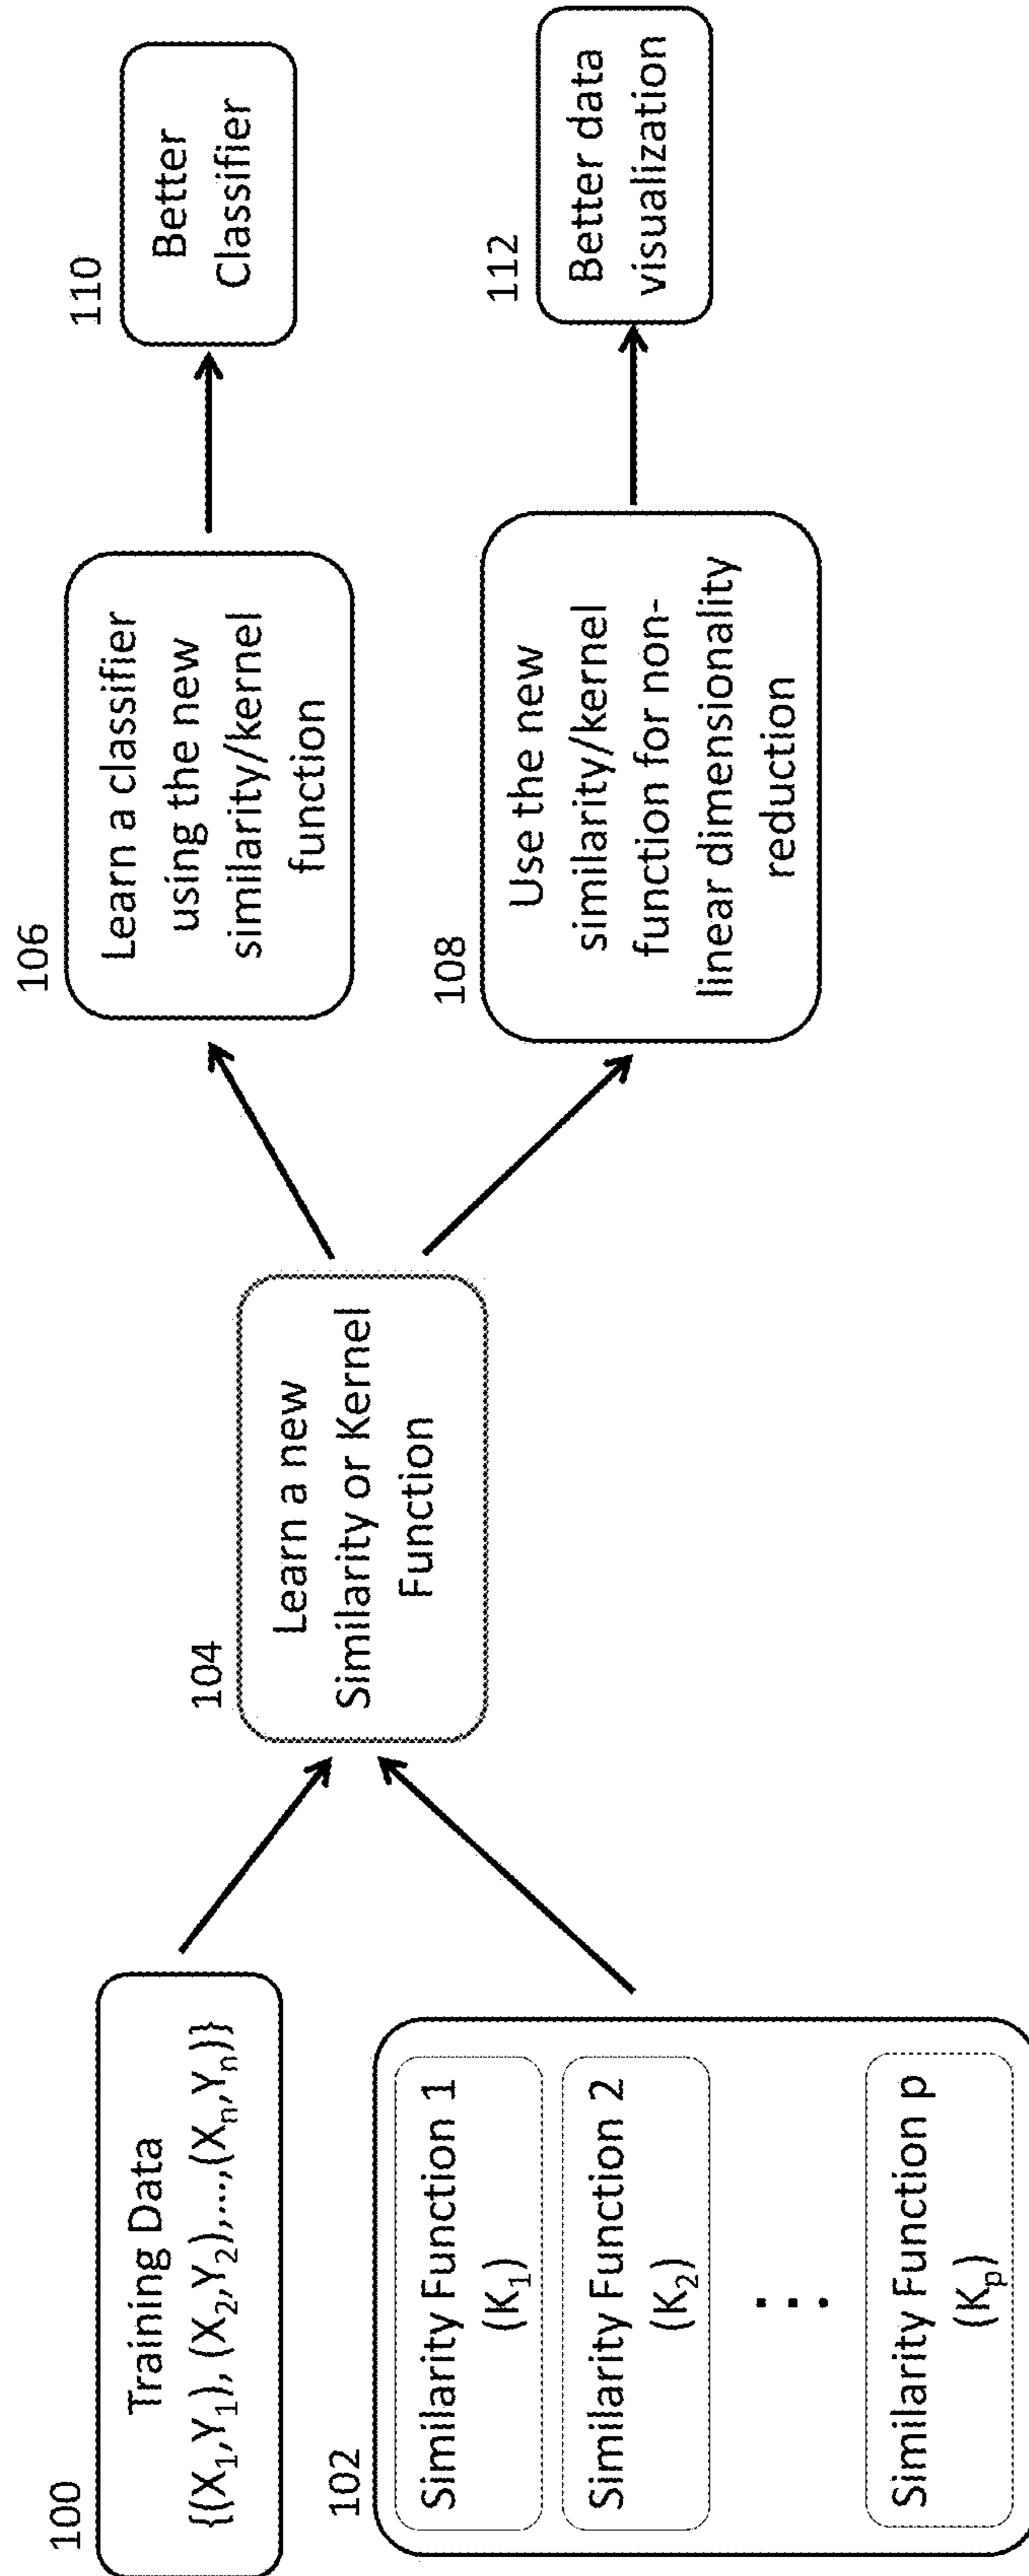 100
Training Data
{(X₁,Y₁), (X₂,Y₂),...,(Xₙ,Yₙ)}
102
Similarity Function 1
(K₁)
Similarity Function 2
(K₂)
...
Similarity Function p
(Kₚ)
104
Learn a new
Similarity or Kernel
Function
106
Learn a classifier
using the new
similarity/kernel
function
108
Use the new
similarity/kernel
function for non-
linear dimensionality
reduction
110
Better
Classifier
112
Better data
visualization